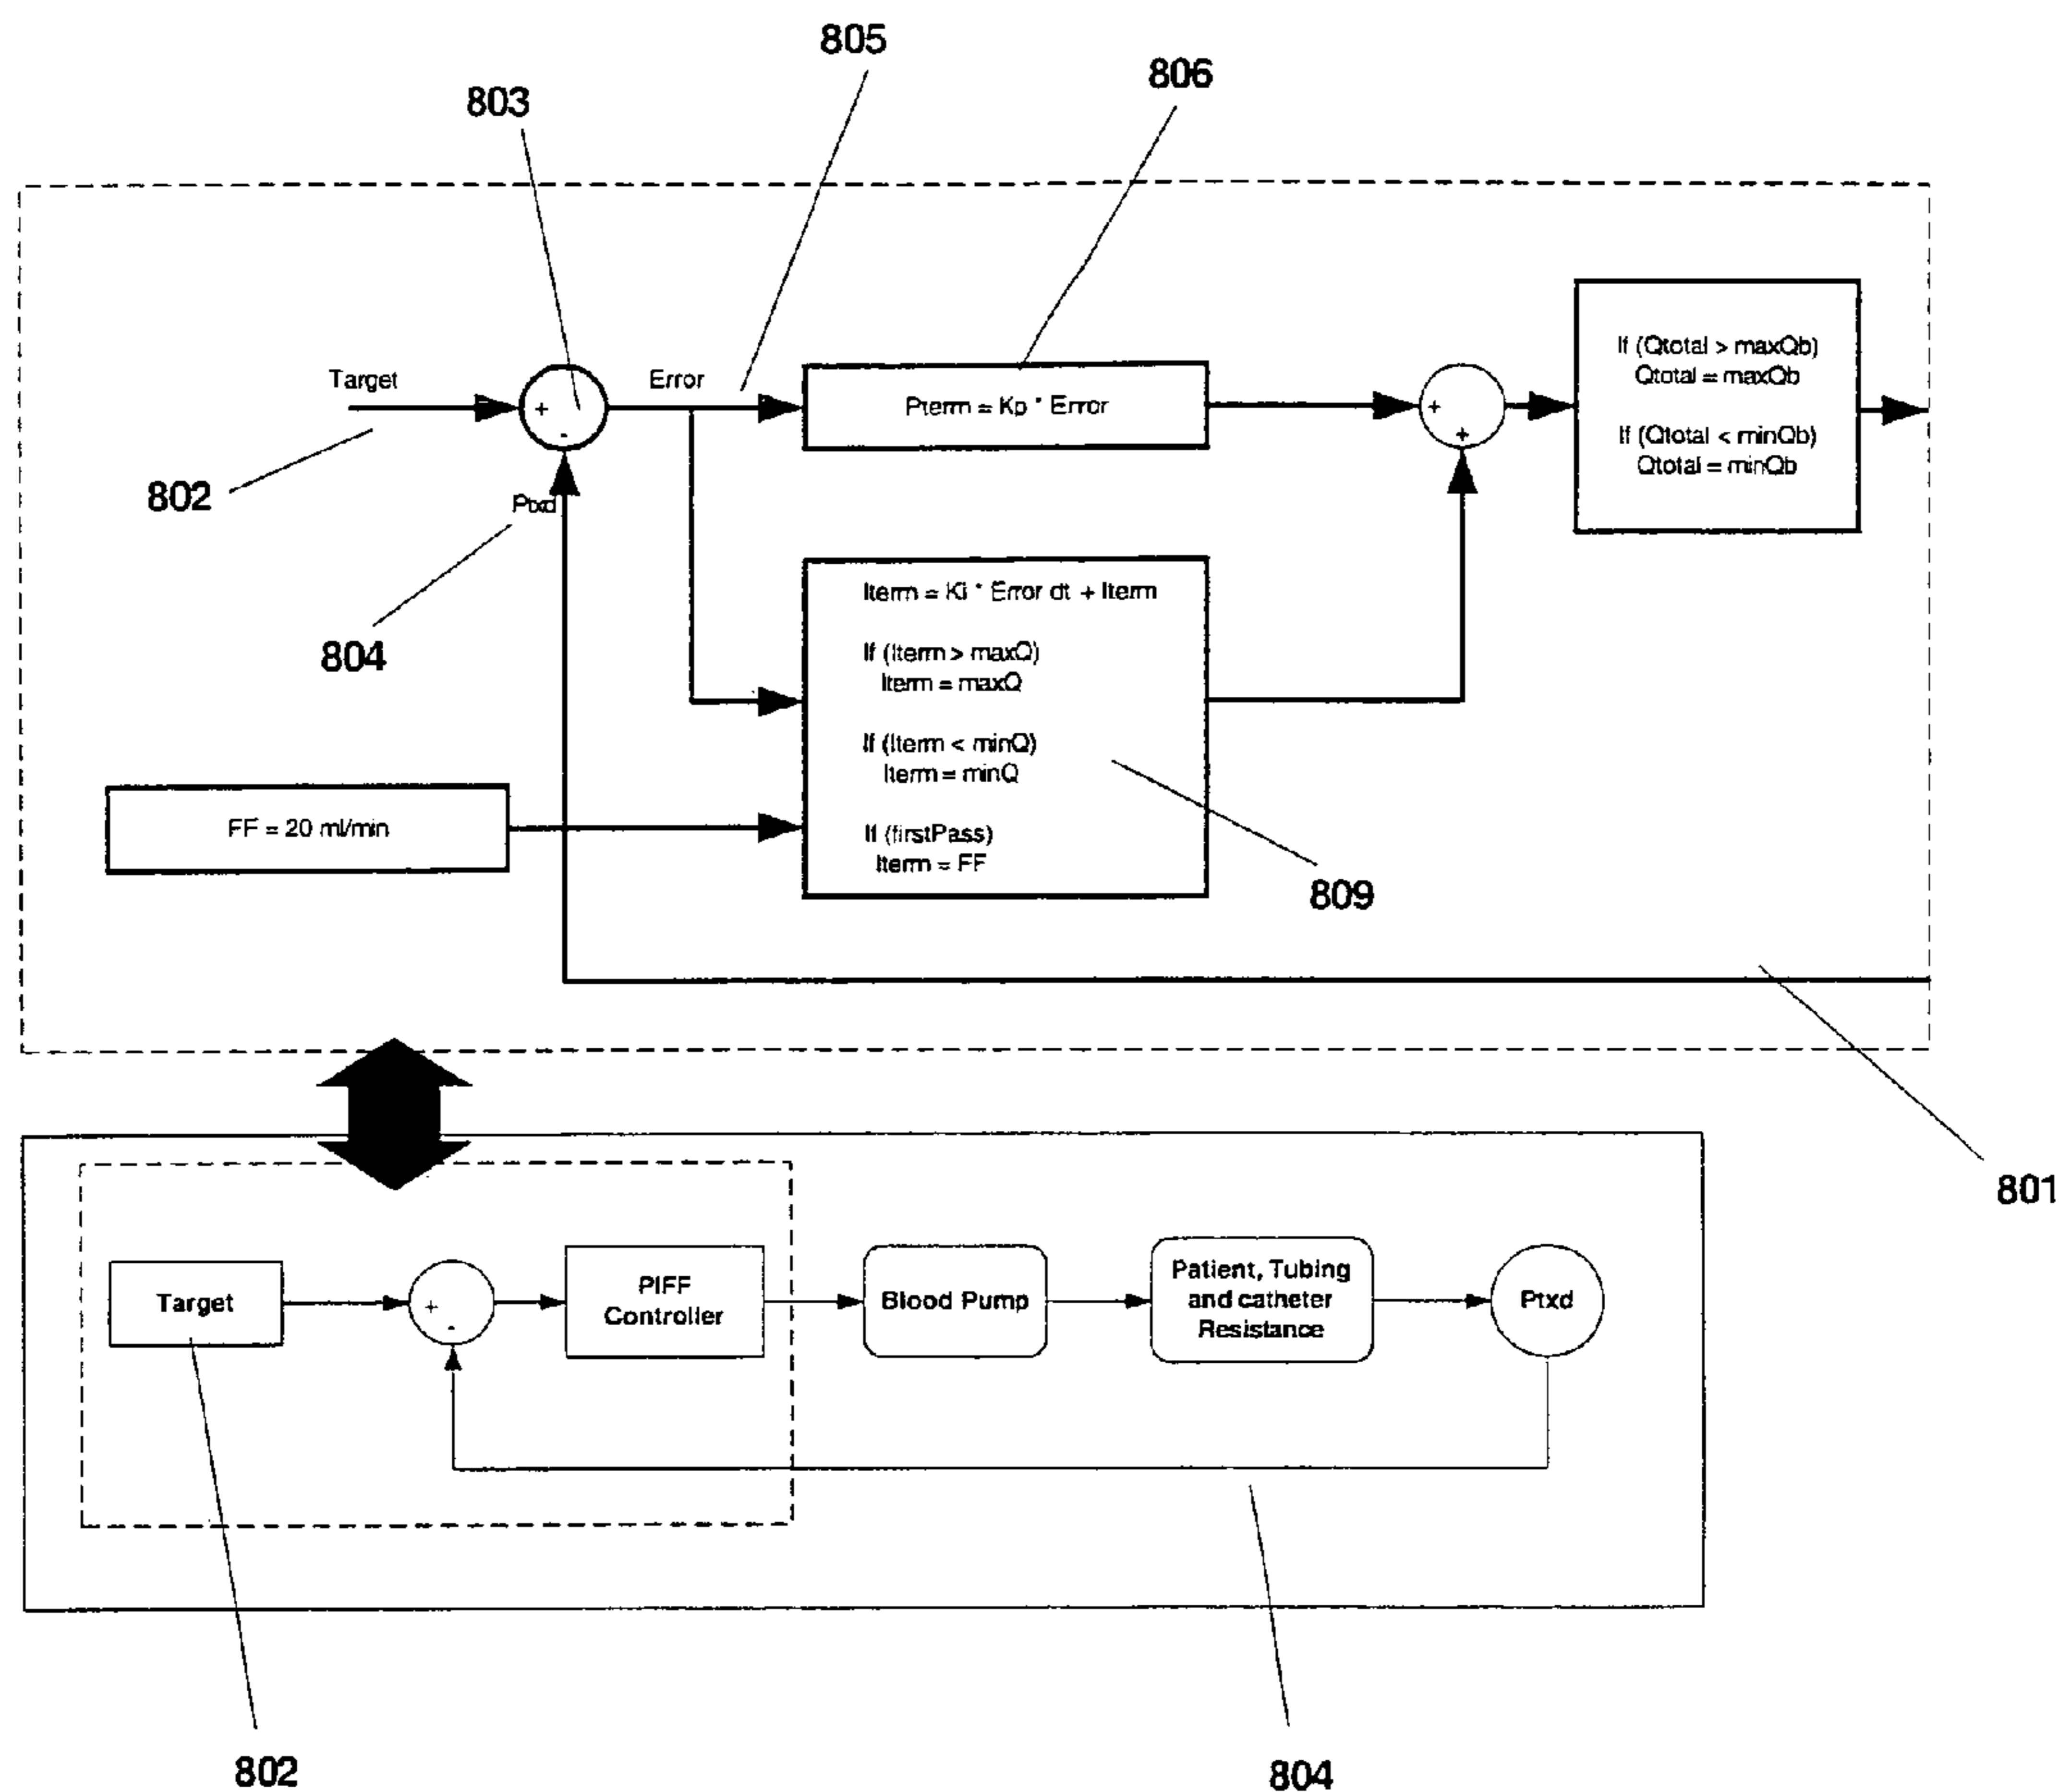 805
806
803
Target
+
-
Error
Pterm = Kp * Error
+
+
If (Qtotal > maxQb)
Qtotal = maxQb
If (Qtotal < minQb)
Qtotal = minQb
802
Ptxd
804
Iterm = Ki * Error dt + Iterm
If (Iterm > maxQ)
Iterm = maxQ
If (Iterm < minQ)
Iterm = minQ
If (firstPass)
Iterm = FF
FF = 20 ml/min
809
801
Target
+
-
PIFF
Controller
Blood Pump
Patient, Tubing
and catheter
Resistance
Ptxd
802
804